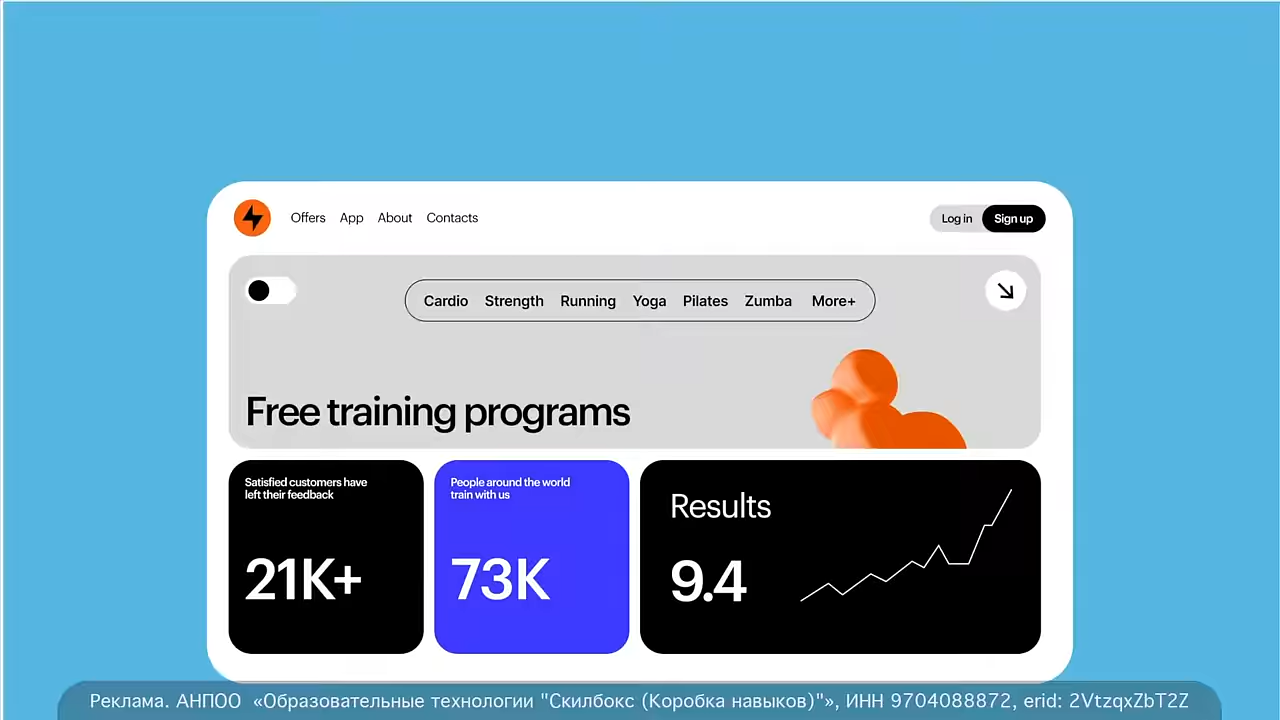 Offers App About Contacts Log in Sign up
Cardio Strength Running Yoga Pilates Zumba More+
Free training programs
Satisfied customers have
left their feedback
21K+
People around the world
train with us
73K
Results
9.4
Реклама. АНПОО «Образовательные технологии "Скилбокс (Коробка навыков)"», ИНН 9704088872, erid: 2VtzqxZbT2Z